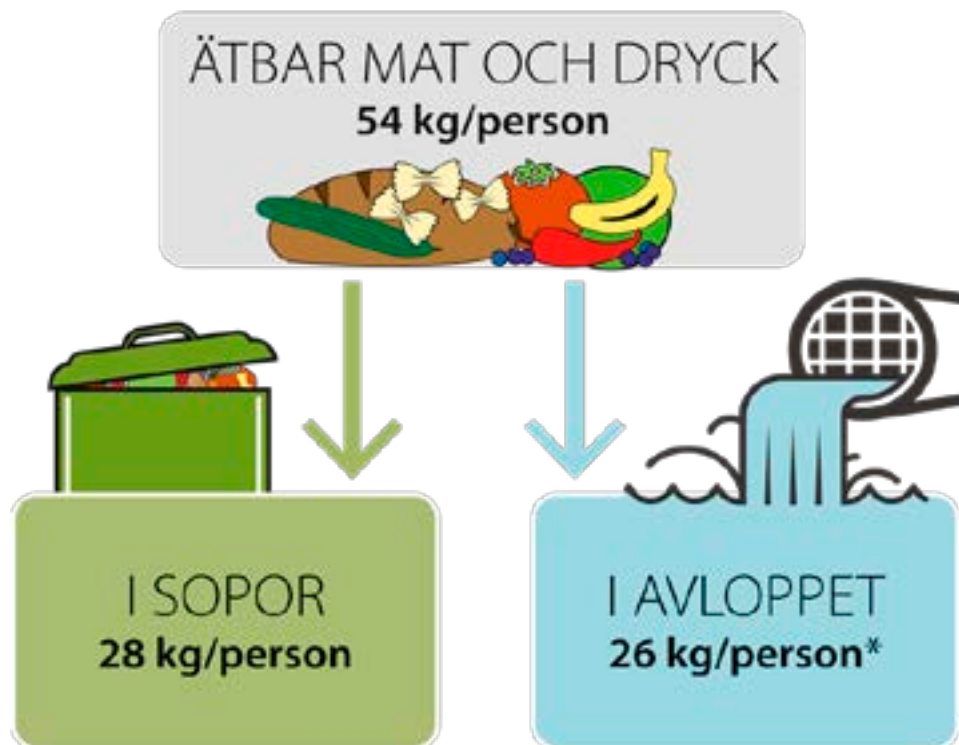 ÄTBAR MAT OCH DRYCK
54 kg/person
I SOPOR
28 kg/person
I AVLOPPET
26 kg/person*